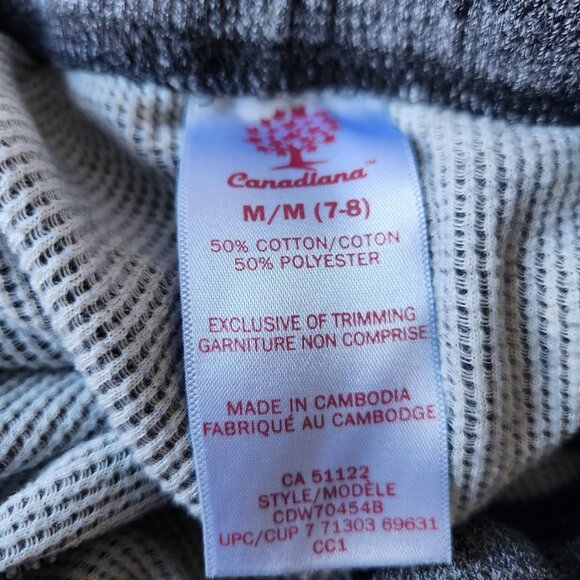 Canadiana™
M/M (7-8)
50% COTTON/COTON
50% POLYESTER
EXCLUSIVE OF TRIMMING
GARNITURE NON COMPRISE
MADE IN CAMBODIA
FABRIQUÉ AU CAMBODGE
CA 51122
STYLE/MODÈLE
CDW70454B
UPC/CUP 7 71303 69631
CC1